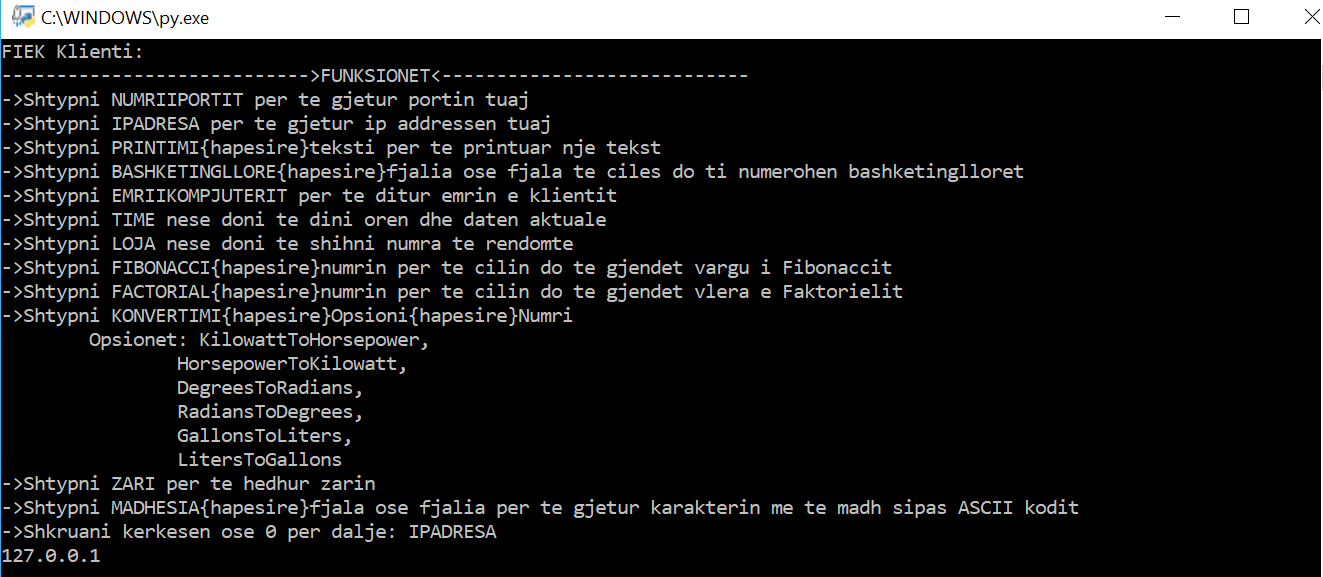 C:\WINDOWS\py.exe
FIEK Klienti:
---------------------------->FUNKSIONET<----------------------------
->Shtypni NUMRIIPORTIT per te gjetur portin tuaj
->Shtypni IPADRESA per te gjetur ip addressen tuaj
->Shtypni PRINTIMI{hapesire}teksti per te printuar nje tekst
->Shtypni BASHKETINGLLORE{hapesire}fjalia ose fjala te ciles do ti numerohen bashketinglloret
->Shtypni EMRIIKOMPJUTERIT per te ditur emrin e klientit
->Shtypni TIME nese doni te dini oren dhe daten aktuale
->Shtypni LOJA nese doni te shihni numra te rendomte
->Shtypni FIBONACCI{hapesire}numrin per te cilin do te gjendet vargu i Fibonaccit
->Shtypni FACTORIAL{hapesire}numrin per te cilin do te gjendet vlera e Faktorielit
->Shtypni KONVERTIMI{hapesire}Opsioni{hapesire}Numri
Opsionet: KilowattToHorsepower,
HorsepowerToKilowatt,
DegreesToRadians,
RadiansToDegrees,
GallonsToLiters,
LitersToGallons
->Shtypni ZARI per te hedhur zarin
->Shtypni MADHESIA{hapesire}fjala ose fjalia per te gjetur karakterin me te madh sipas ASCII kodit
->Shkruani kerkesen ose 0 per dalje: IPADRESA
127.0.0.1